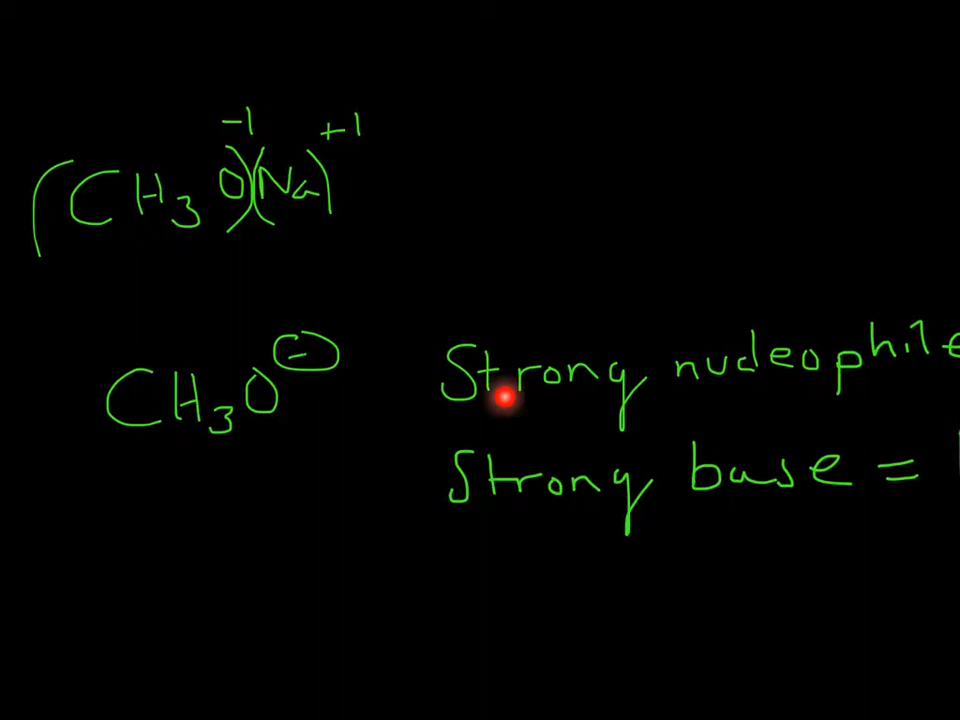 (CH3O)^-1(Na)^+1
CH3O^⊖
Strong nucleophile
Strong base =